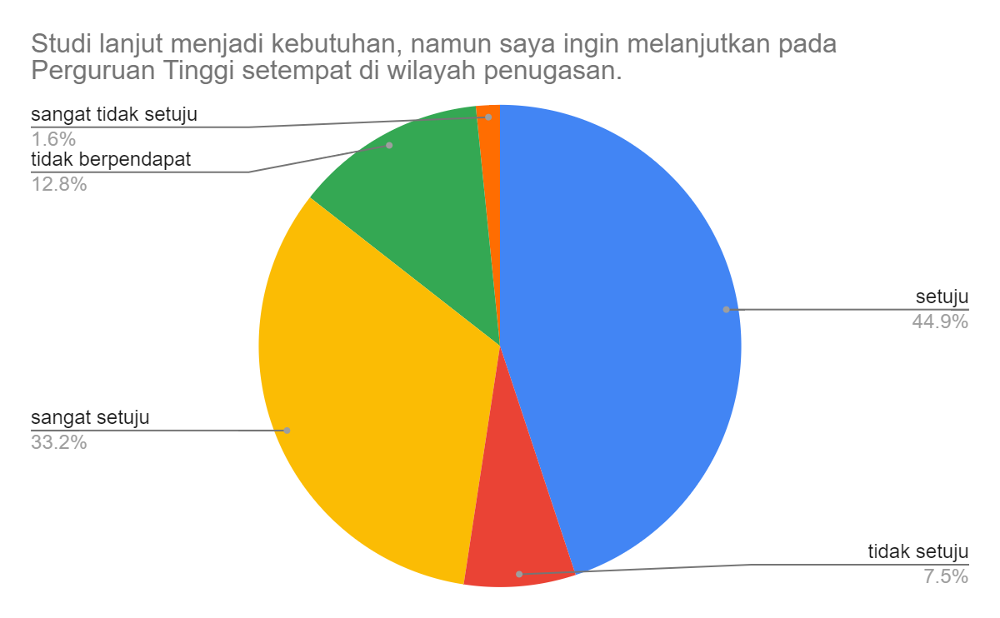 Studi lanjut menjadi kebutuhan, namun saya ingin melanjutkan pada
Perguruan Tinggi setempat di wilayah penugasan.
sangat tidak setuju
1.6%
tidak berpendapat
12.8%
setuju
44.9%
sangat setuju
33.2%
tidak setuju
7.5%